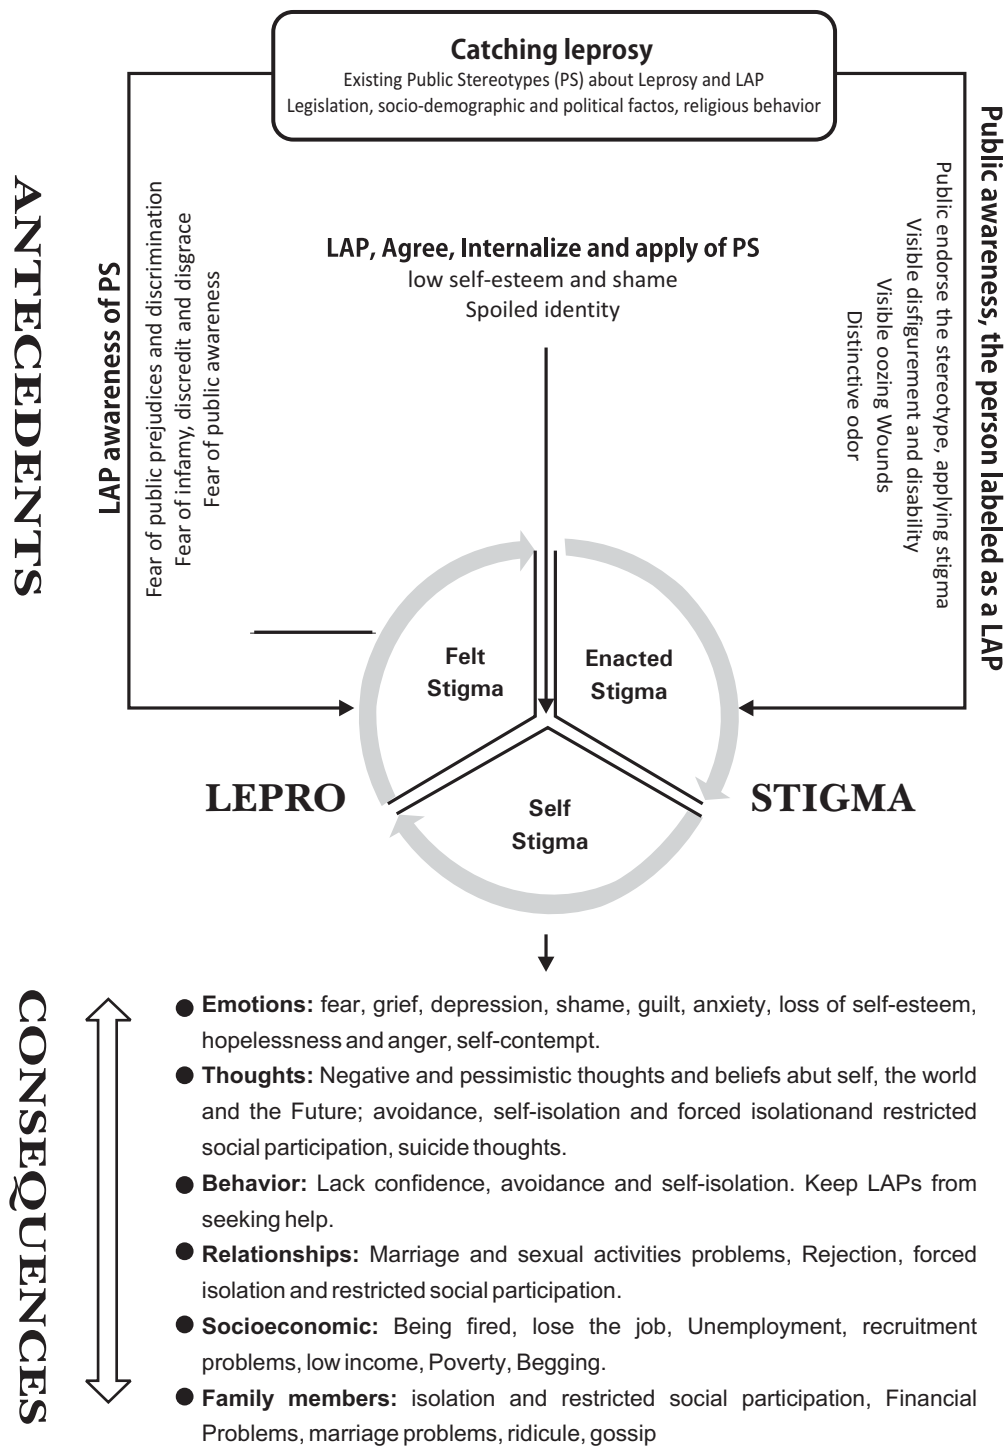 Catching leprosy
Existing Public Stereotypes (PS) about Leprosy and LAP
Legislation, socio-demographic and political factos, religious behavior
ANTECEDENTS
LAP awareness of PS
Fear of public prejudices and discrimination
Fear of infamy, discredit and disgrace
Fear of public awareness
LAP, Agree, Internalize and apply of PS
low self-esteem and shame
Spoiled identity
Public awareness, the person labeled as a LAP
Public endorse the stereotype, applying stigma
Visible disfigurement and disability
Visible oozing Wounds
Distinctive odor
Felt
Stigma
Enacted
Stigma
LEPRO
STIGMA
Self
Stigma
CONSEQUENCES
● Emotions: fear, grief, depression, shame, guilt, anxiety, loss of self-esteem,
hopelessness and anger, self-contempt.
● Thoughts: Negative and pessimistic thoughts and beliefs abut self, the world
and the Future; avoidance, self-isolation and forced isolationand restricted
social participation, suicide thoughts.
● Behavior: Lack confidence, avoidance and self-isolation. Keep LAPs from
seeking help.
● Relationships: Marriage and sexual activities problems, Rejection, forced
isolation and restricted social participation.
● Socioeconomic: Being fired, lose the job, Unemployment, recruitment
problems, low income, Poverty, Begging.
● Family members: isolation and restricted social participation, Financial
Problems, marriage problems, ridicule, gossip